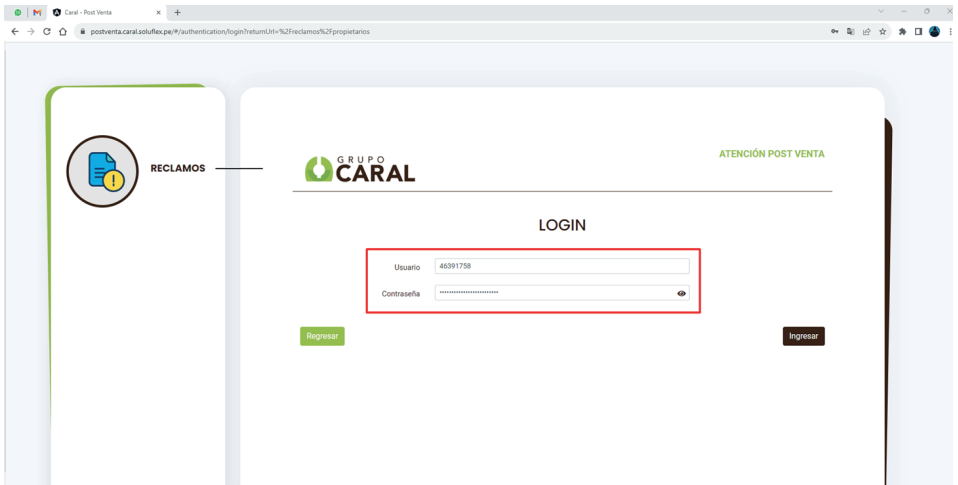 Caral - Post Venta
postventa.caral.soluflex.pe/#/authentication/login?returnUrl=%2Freclamos%2Fpropietarios
RECLAMOS
GRUPO
CARAL
ATENCIÓN POST VENTA
LOGIN
Usuario 46391758
Contraseña ························
Regresar Ingresar